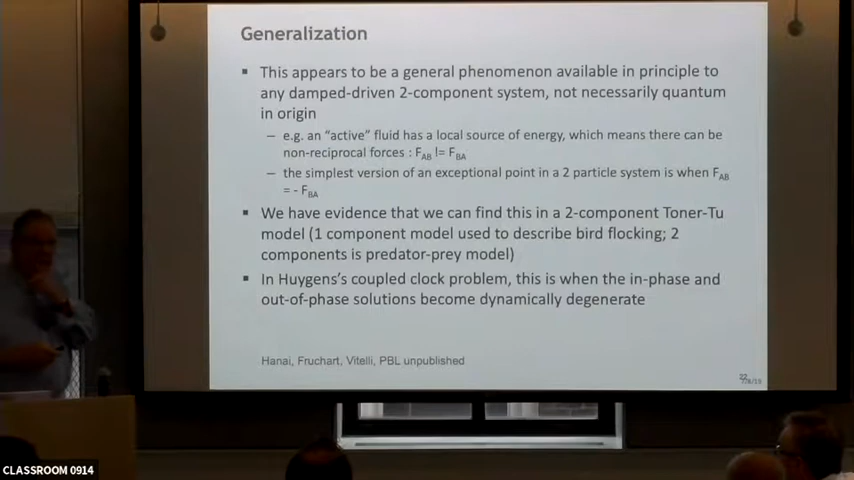 Generalization
▪ This appears to be a general phenomenon available in principle to
any damped-driven 2-component system, not necessarily quantum
in origin
– e.g. an “active” fluid has a local source of energy, which means there can be
non-reciprocal forces : FAB != FBA
– the simplest version of an exceptional point in a 2 particle system is when FAB
= - FBA
▪ We have evidence that we can find this in a 2-component Toner-Tu
model (1 component model used to describe bird flocking; 2
components is predator-prey model)
▪ In Huygens's coupled clock problem, this is when the in-phase and
out-of-phase solutions become dynamically degenerate
Hanai, Fruchart, Vitelli, PBL unpublished
CLASSROOM 0914